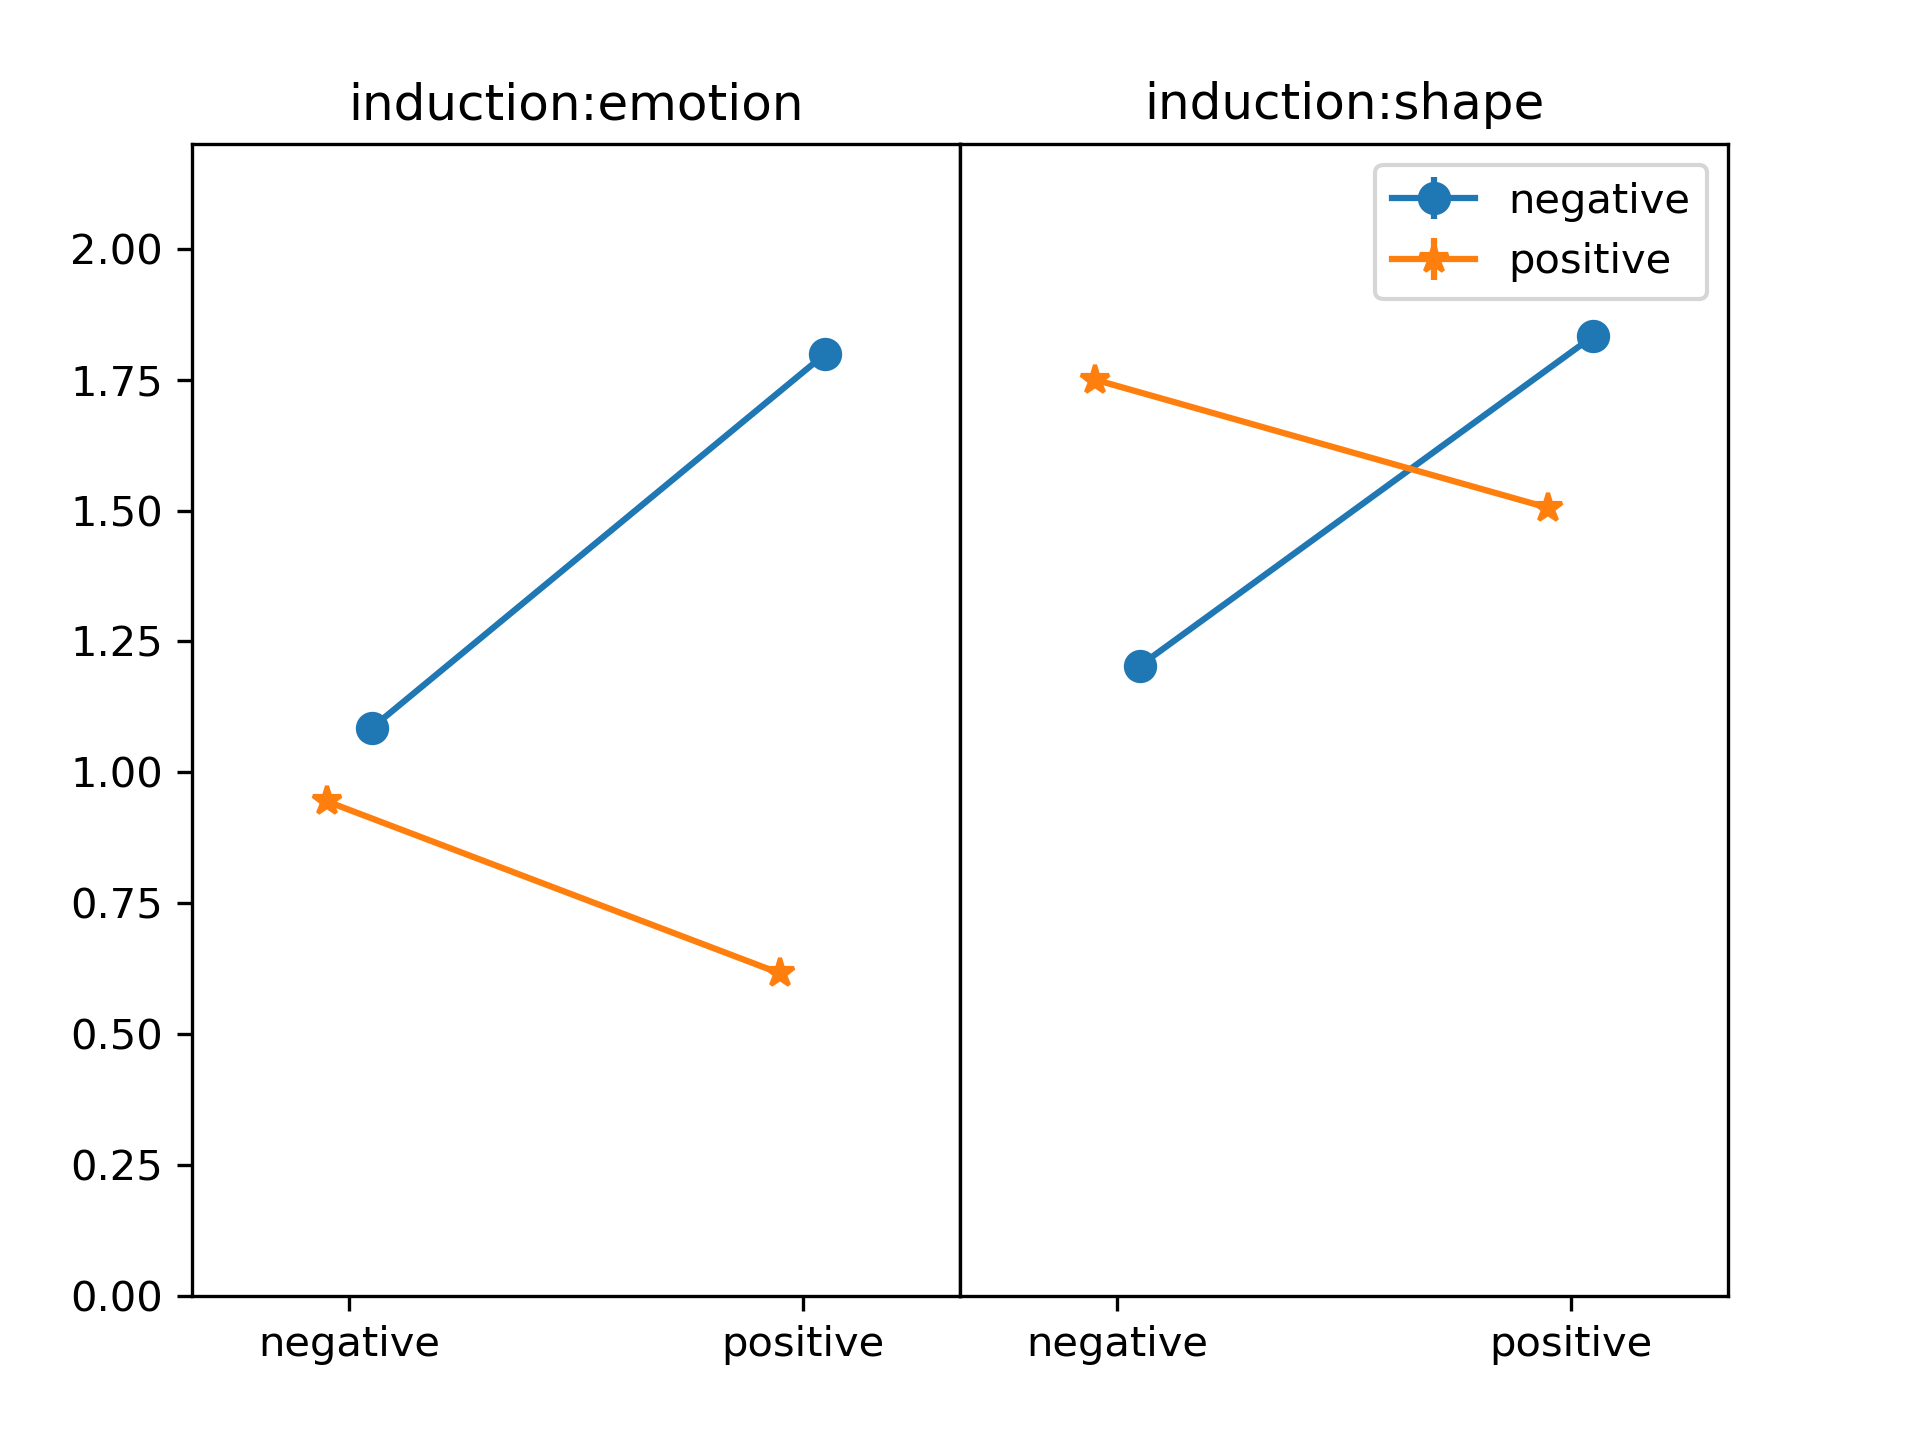 induction:emotion
induction:shape
negative
positive
2.00
1.75
1.50
1.25
1.00
0.75
0.50
0.25
0.00
negative
positive
negative
positive